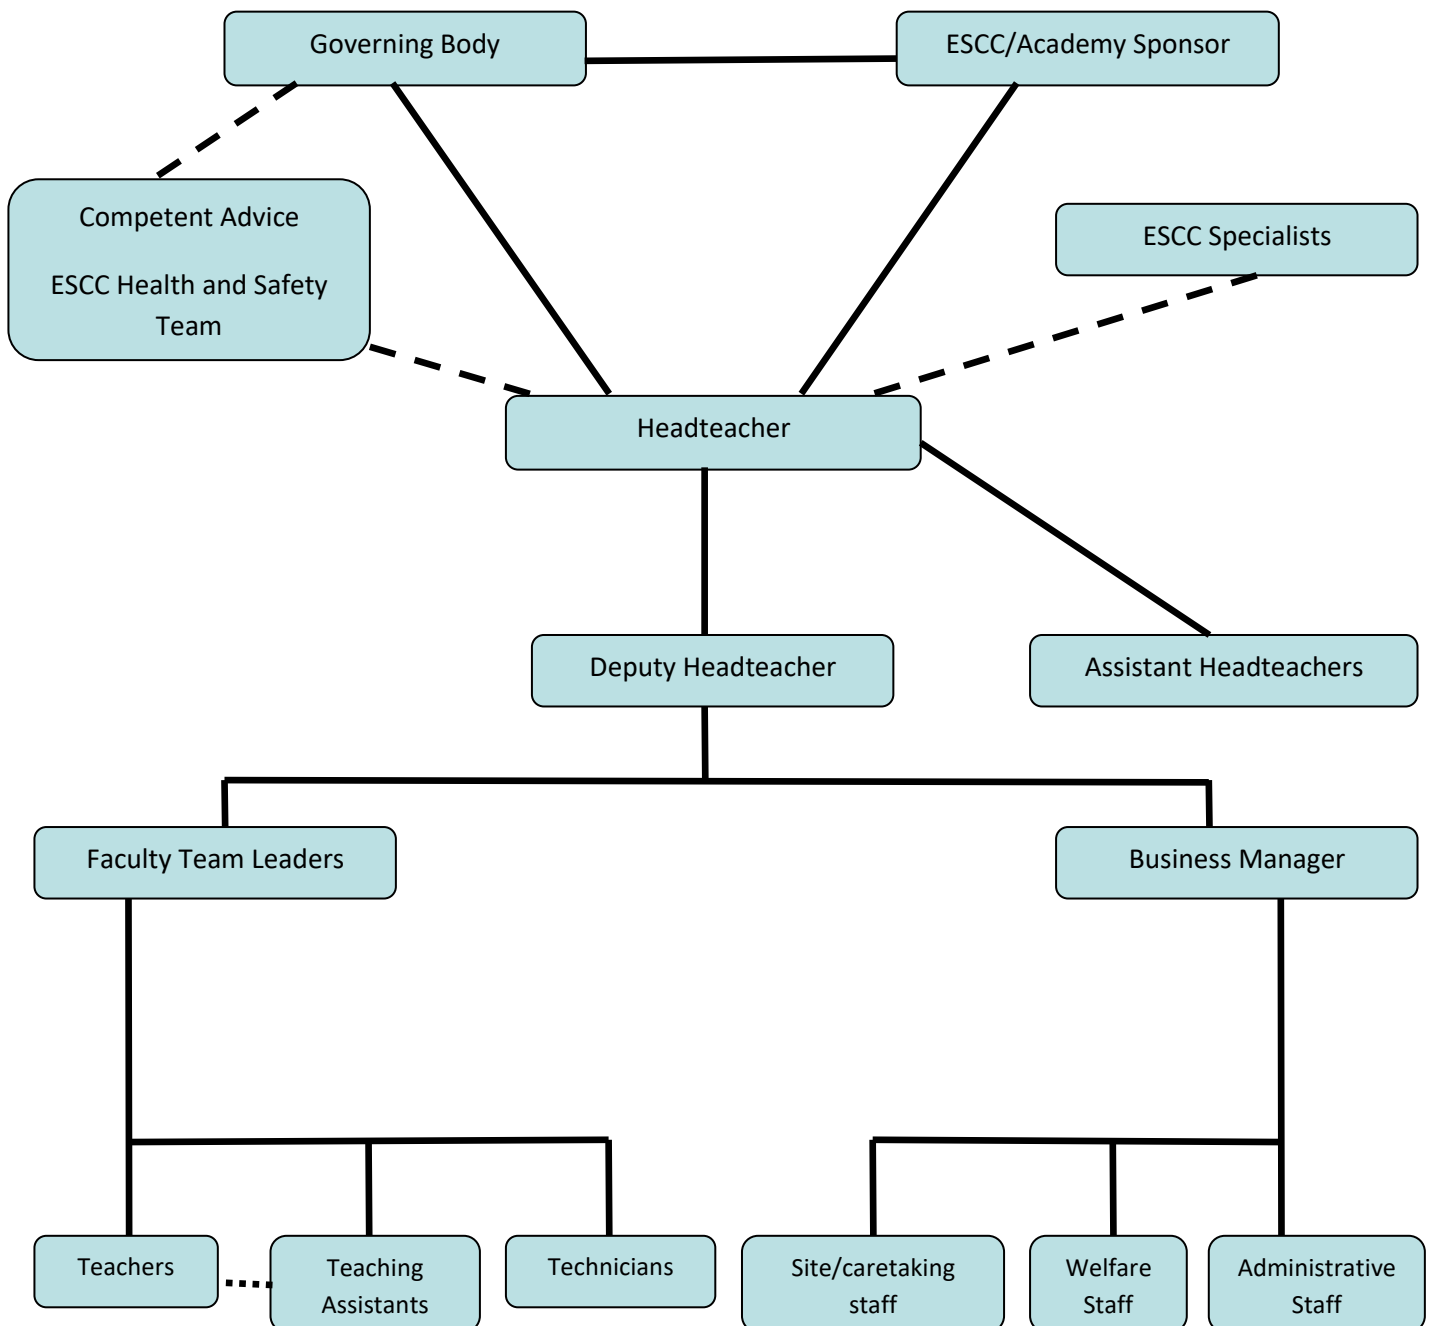 Governing Body
ESCC/Academy Sponsor
Competent Advice
ESCC Health and Safety
Team
ESCC Specialists
Headteacher
Deputy Headteacher
Assistant Headteachers
Faculty Team Leaders
Business Manager
Teachers
Teaching
Assistants
Technicians
Site/caretaking
staff
Welfare
Staff
Administrative
Staff